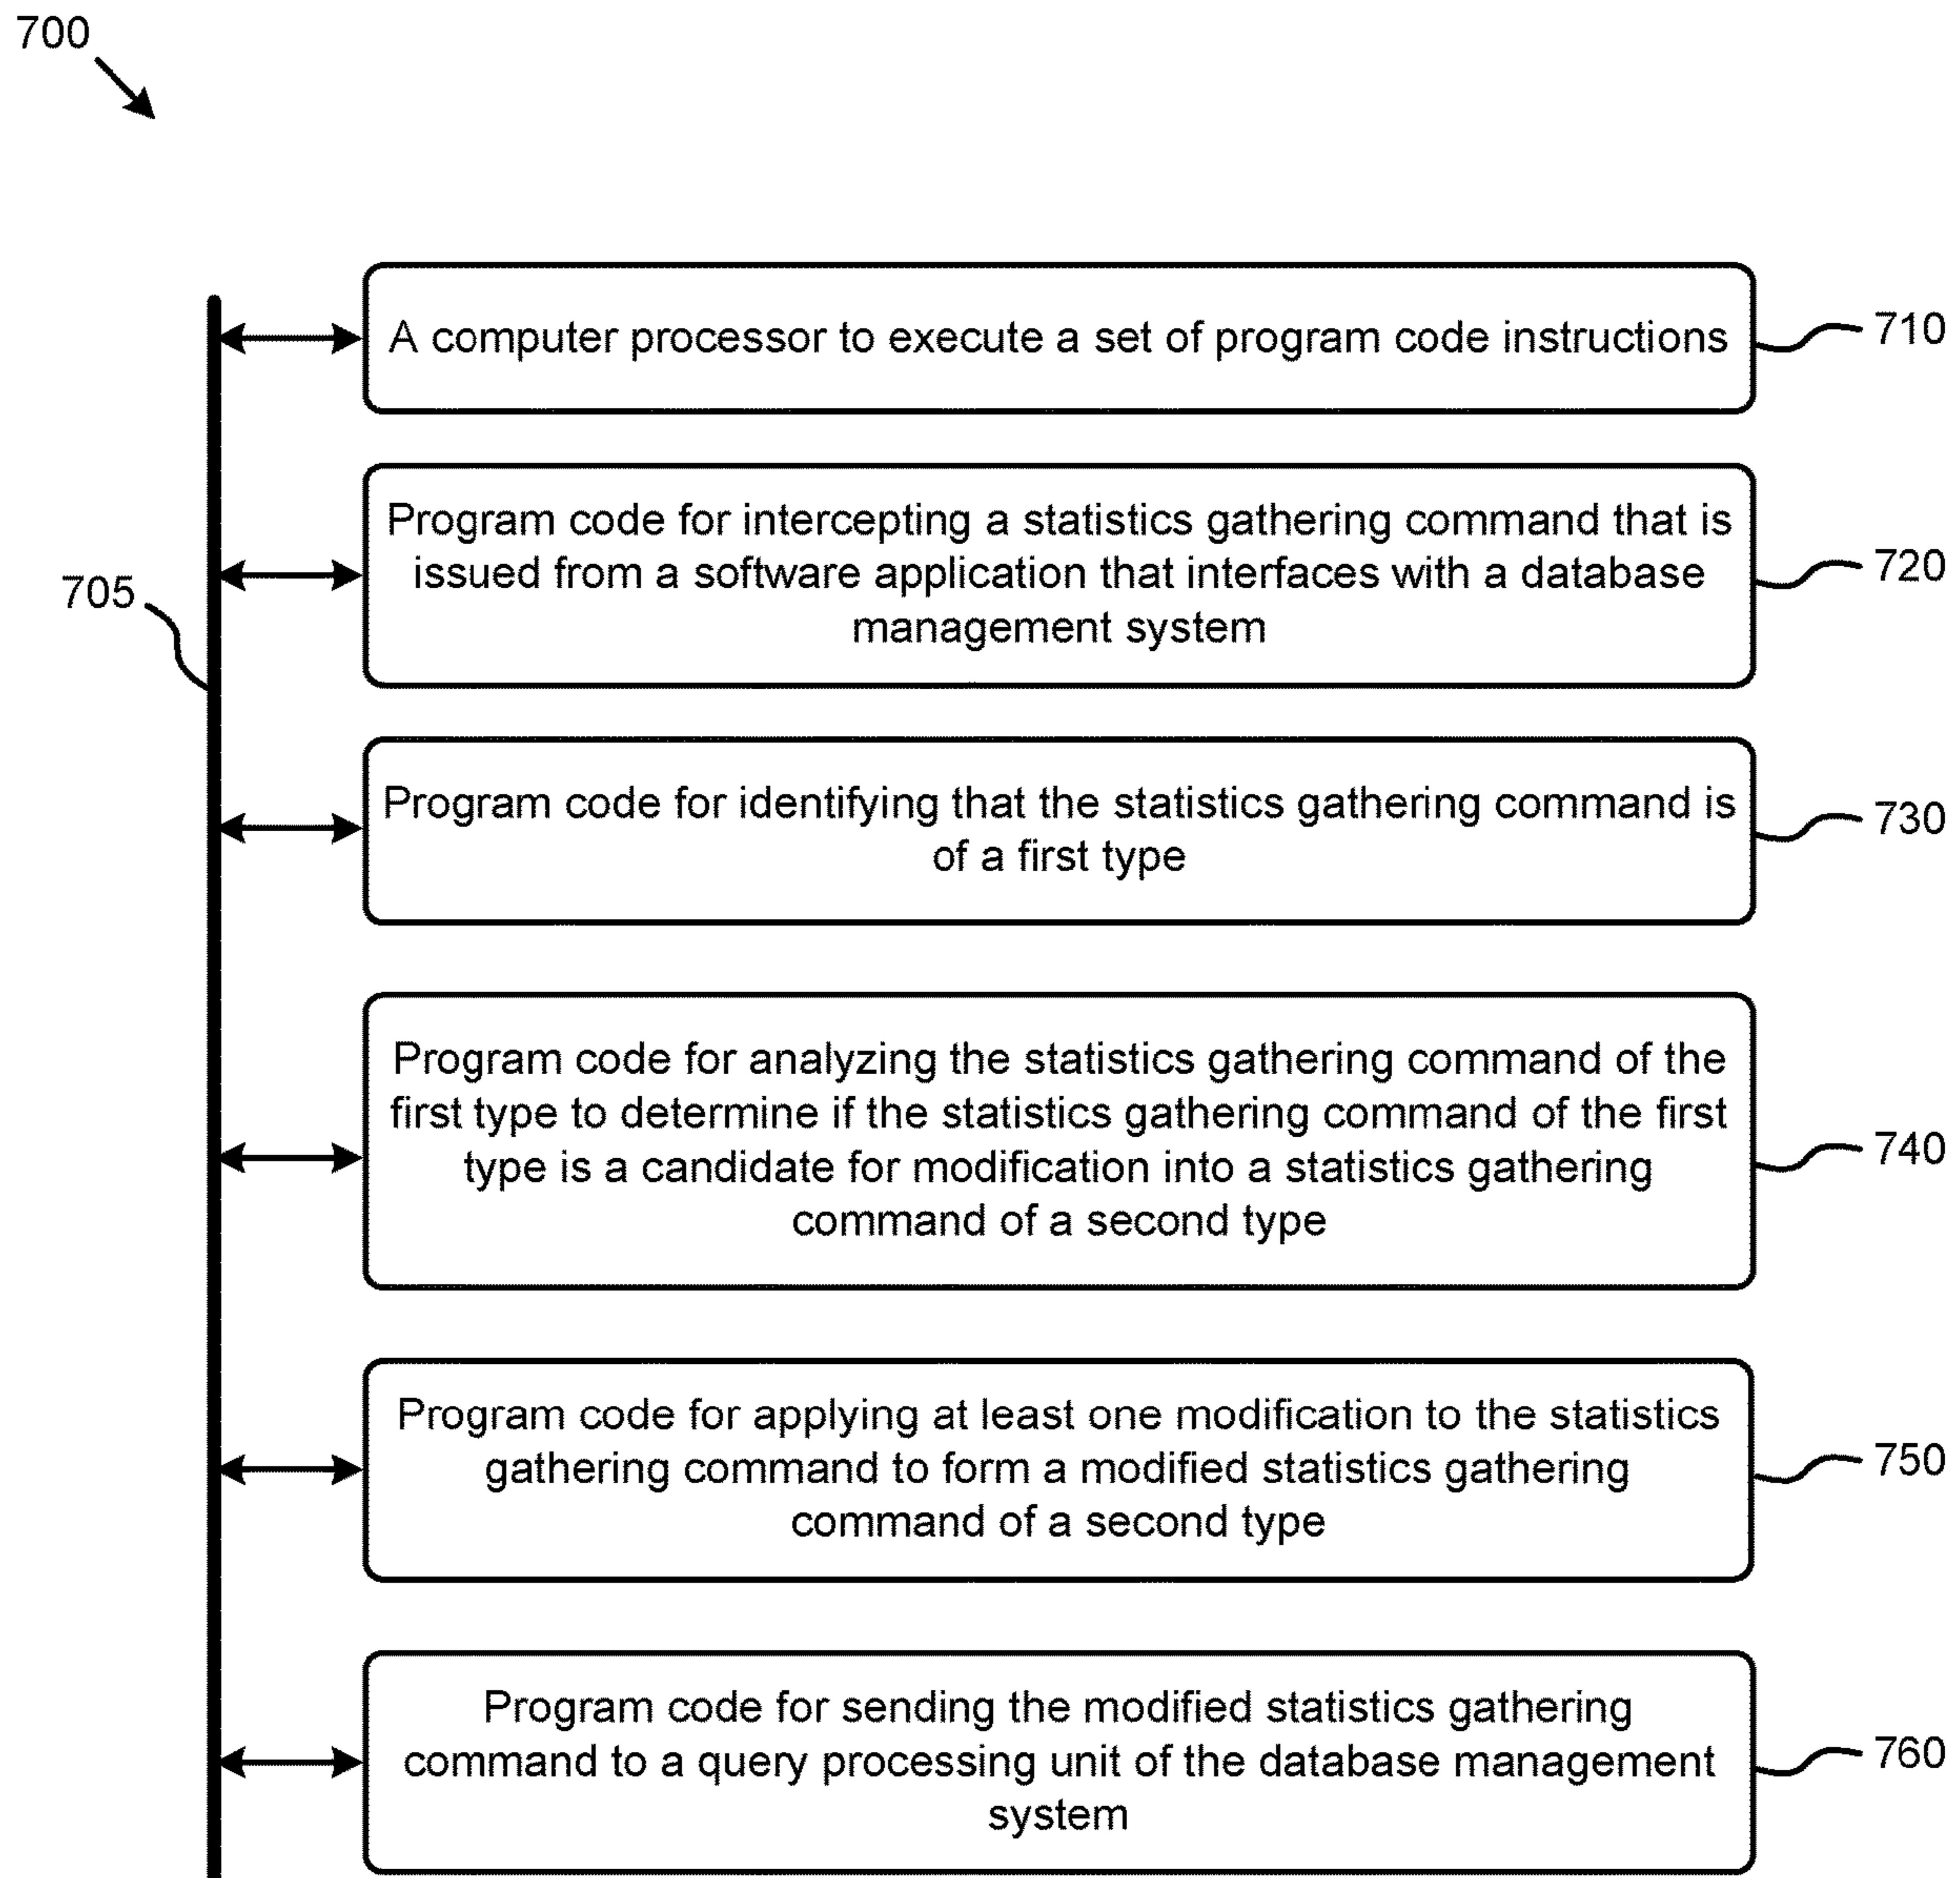 700
A computer processor to execute a set of program code instructions
710
Program code for intercepting a statistics gathering command that is
issued from a software application that interfaces with a database
management system
720
705
Program code for identifying that the statistics gathering command is
of a first type
730
Program code for analyzing the statistics gathering command of the
first type to determine if the statistics gathering command of the first
type is a candidate for modification into a statistics gathering
command of a second type
740
Program code for applying at least one modification to the statistics
gathering command to form a modified statistics gathering
command of a second type
750
Program code for sending the modified statistics gathering
command to a query processing unit of the database management
system
760